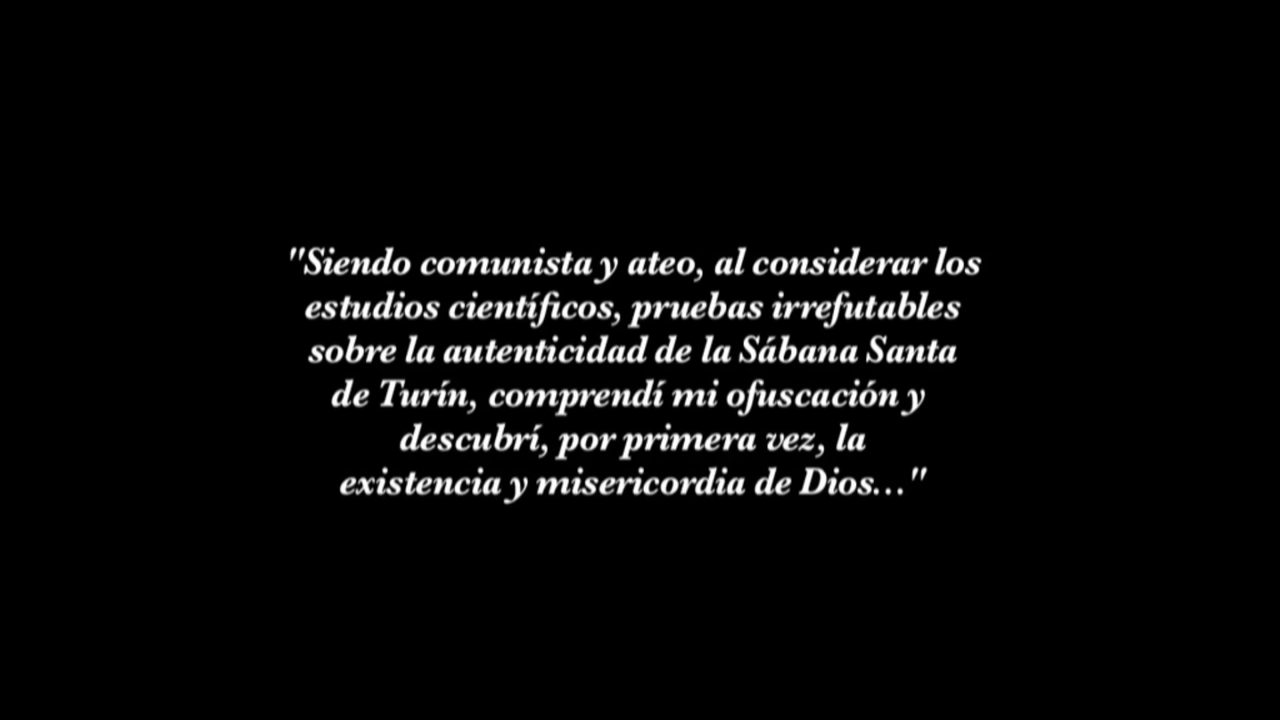 "Siendo comunista y ateo, al considerar los
estudios científicos, pruebas irrefutables
sobre la autenticidad de la Sábana Santa
de Turín, comprendí mi ofuscación y
descubrí, por primera vez, la
existencia y misericordia de Dios..."